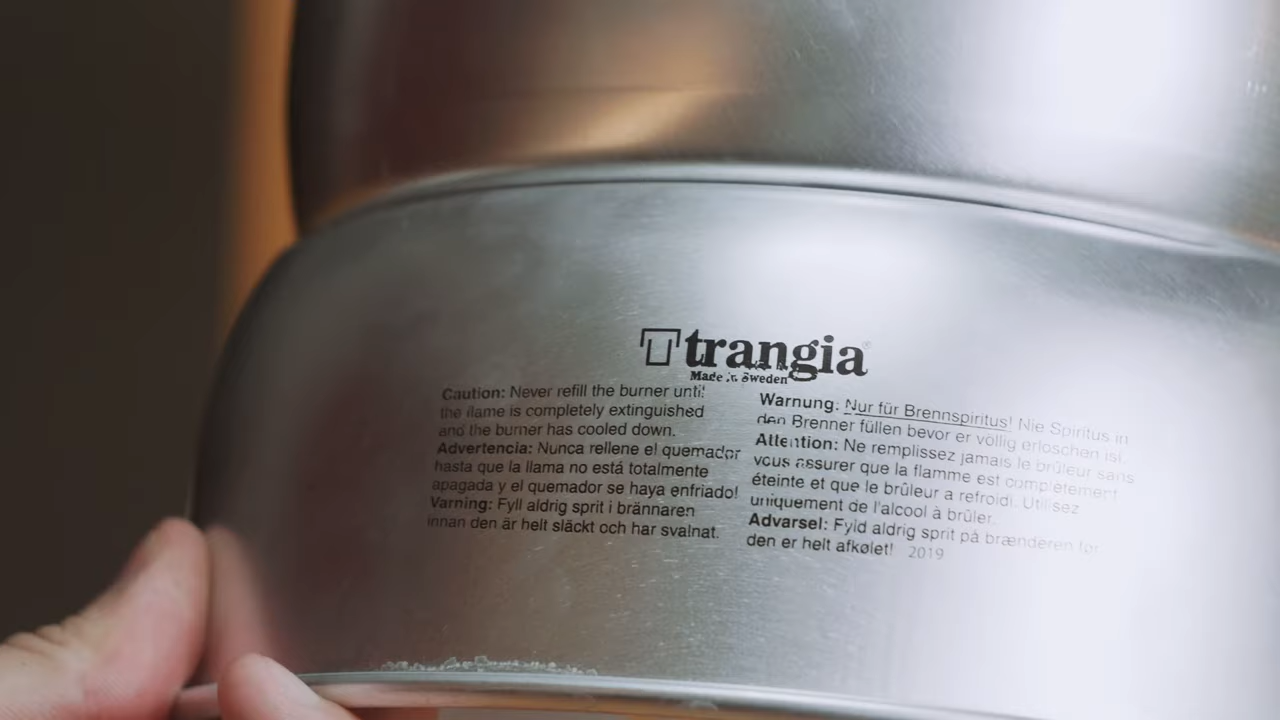 trangia®
Made in Sweden
Caution: Never refill the burner until
the flame is completely extinguished
and the burner has cooled down.
Advertencia: Nunca rellene el quemador
hasta que la llama no está totalmente
apagada y el quemador se haya enfriado!
Varning: Fyll aldrig sprit i brännaren
innan den är helt släckt och har svalnat.
Warnung: Nur für Brennspiritus! Nie Spiritus in
den Brenner füllen bevor er völlig erloschen ist.
Attention: Ne remplissez jamais le brûleur sans
vous assurer que la flamme est complètement
éteinte et que le brûleur a refroidi. Utilisez
uniquement de l'alcool à brûler.
Advarsel: Fyld aldrig sprit på brænderen før
den er helt afkølet! 2019